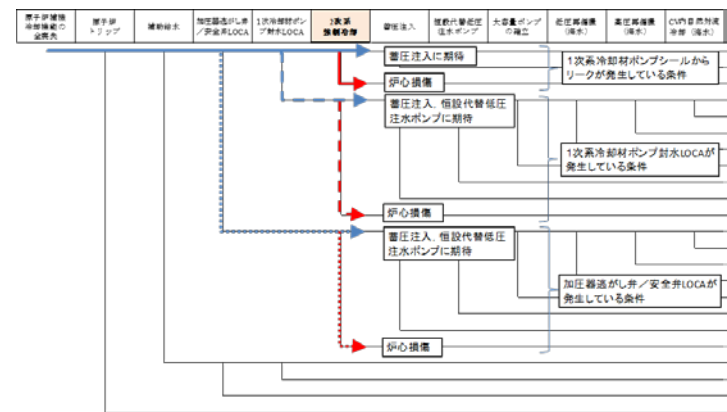 原子炉補機
冷却機能の
全喪失
原子炉
トリップ
補助給水
加圧器逃がし弁
/安全弁LOCA
1次冷却材ポン
プ封水LOCA
2次系
強制冷却
蓄圧注入
恒設代替低圧
注水ポンプ
大容量ポンプ
の確立
低圧再循環
(海水)
高圧再循環
(海水)
CV内自然対流
冷却(海水)
蓄圧注入に期待
1次系冷却材ポンプシールから
リークが発生している条件
炉心損傷
蓄圧注入、恒設代替低圧
注水ポンプに期待
1次系冷却材ポンプ封水LOCAが
発生している条件
炉心損傷
蓄圧注入、恒設代替低圧
注水ポンプに期待
加圧器逃がし弁/安全弁LOCAが
発生している条件
炉心損傷